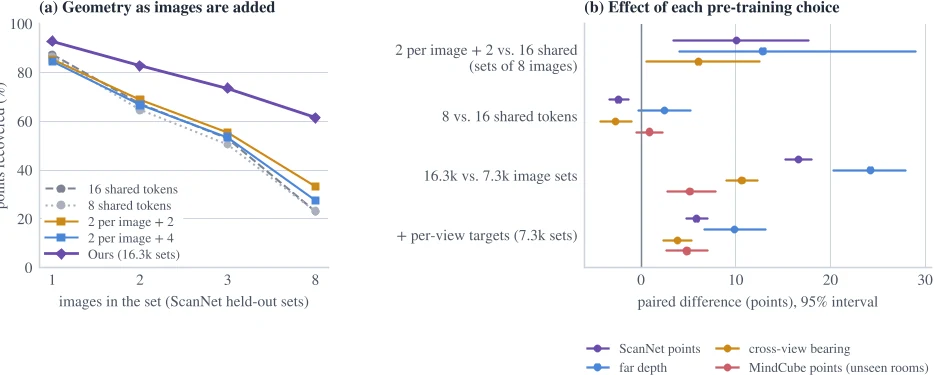 (a) Geometry as images are added
points recovered (%)
100
80
60
40
20
0
16 shared tokens
8 shared tokens
2 per image + 2
2 per image + 4
Ours (16.3k sets)
1
2
3
8
images in the set (ScanNet held-out sets)
(b) Effect of each pre-training choice
2 per image + 2 vs. 16 shared
(sets of 8 images)
8 vs. 16 shared tokens
16.3k vs. 7.3k image sets
+ per-view targets (7.3k sets)
0
10
20
30
paired difference (points), 95% interval
ScanNet points
far depth
cross-view bearing
MindCube points (unseen rooms)